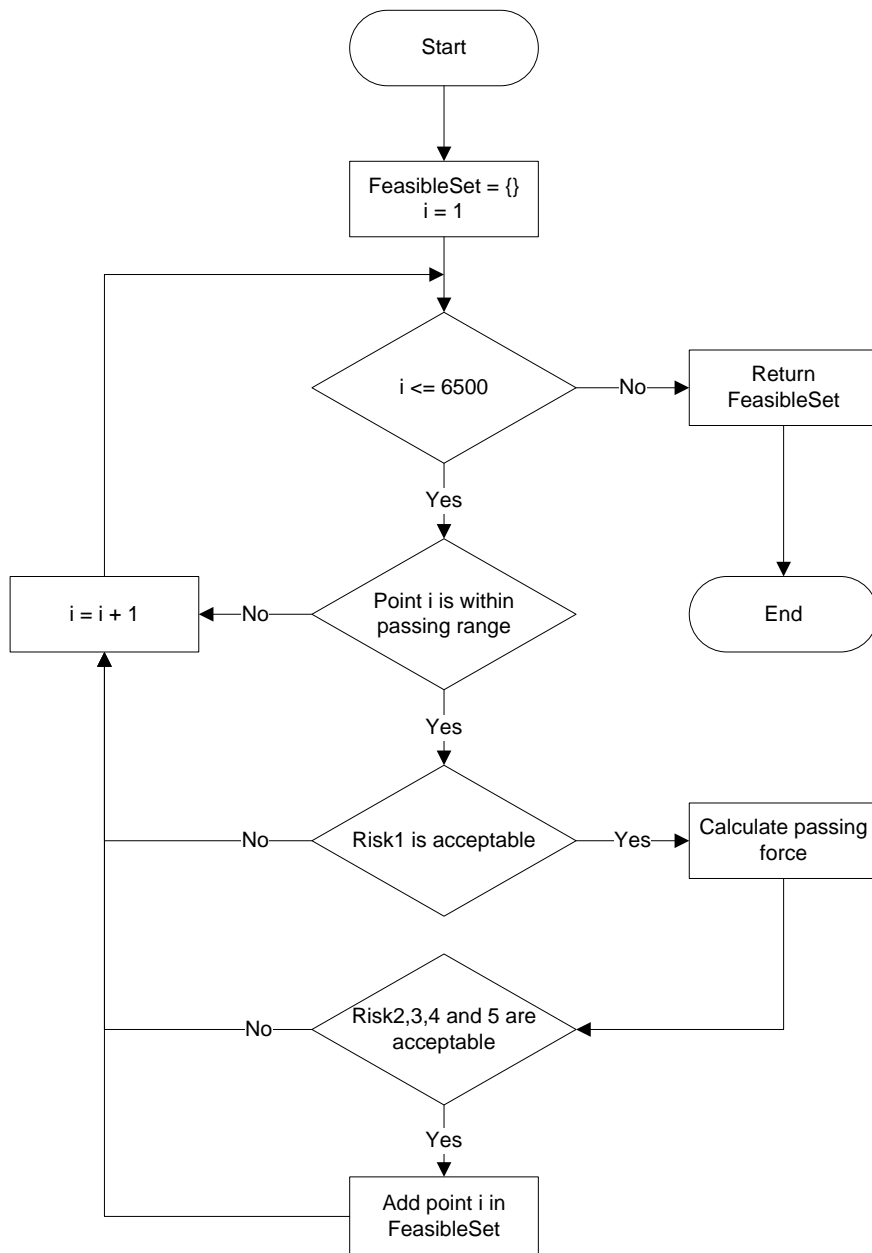 Start
FeasibleSet = {}
i = 1
i <= 6500
No
Return
FeasibleSet
Yes
i = i + 1
No
Point i is within
passing range
End
Yes
No
Risk1 is acceptable
Yes
Calculate passing
force
No
Risk2,3,4 and 5 are
acceptable
Yes
Add point i in
FeasibleSet